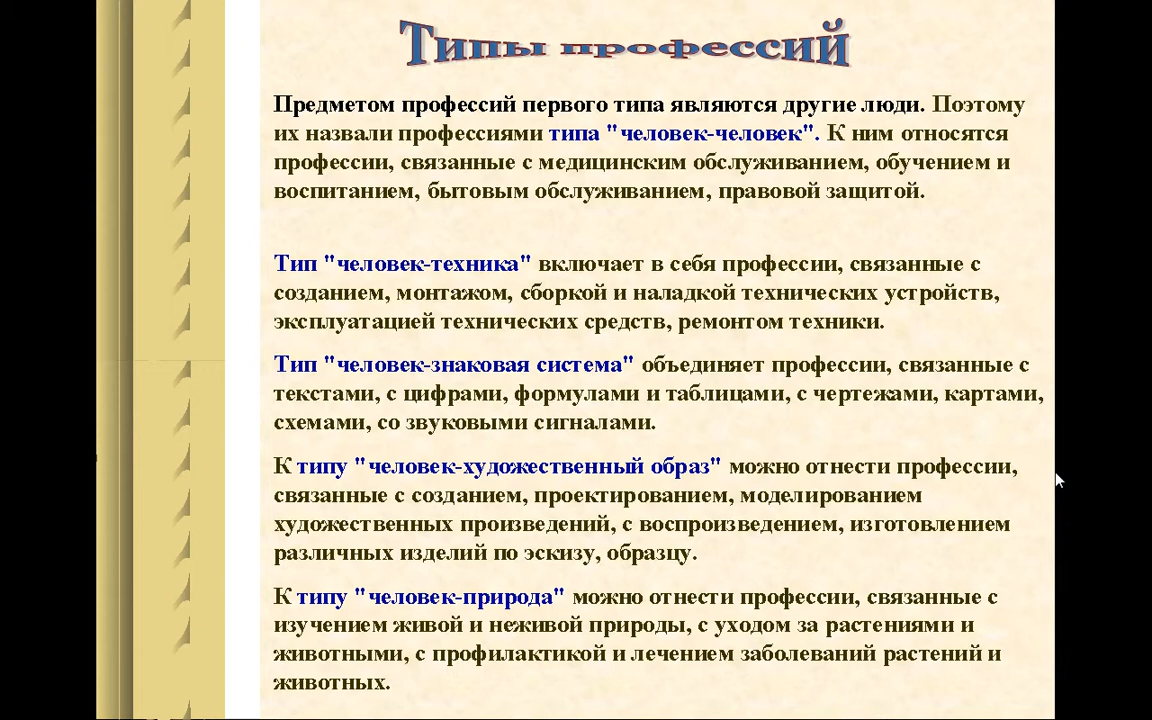 Типы профессий
Предметом профессий первого типа являются другие люди. Поэтому
их назвали профессиями типа "человек-человек". К ним относятся
профессии, связанные с медицинским обслуживанием, обучением и
воспитанием, бытовым обслуживанием, правовой защитой.
Тип "человек-техника" включает в себя профессии, связанные с
созданием, монтажом, сборкой и наладкой технических устройств,
эксплуатацией технических средств, ремонтом техники.
Тип "человек-знаковая система" объединяет профессии, связанные с
текстами, с цифрами, формулами и таблицами, с чертежами, картами,
схемами, со звуковыми сигналами.
К типу "человек-художественный образ" можно отнести профессии,
связанные с созданием, проектированием, моделированием
художественных произведений, с воспроизведением, изготовлением
различных изделий по эскизу, образцу.
К типу "человек-природа" можно отнести профессии, связанные с
изучением живой и неживой природы, с уходом за растениями и
животными, с профилактикой и лечением заболеваний растений и
животных.